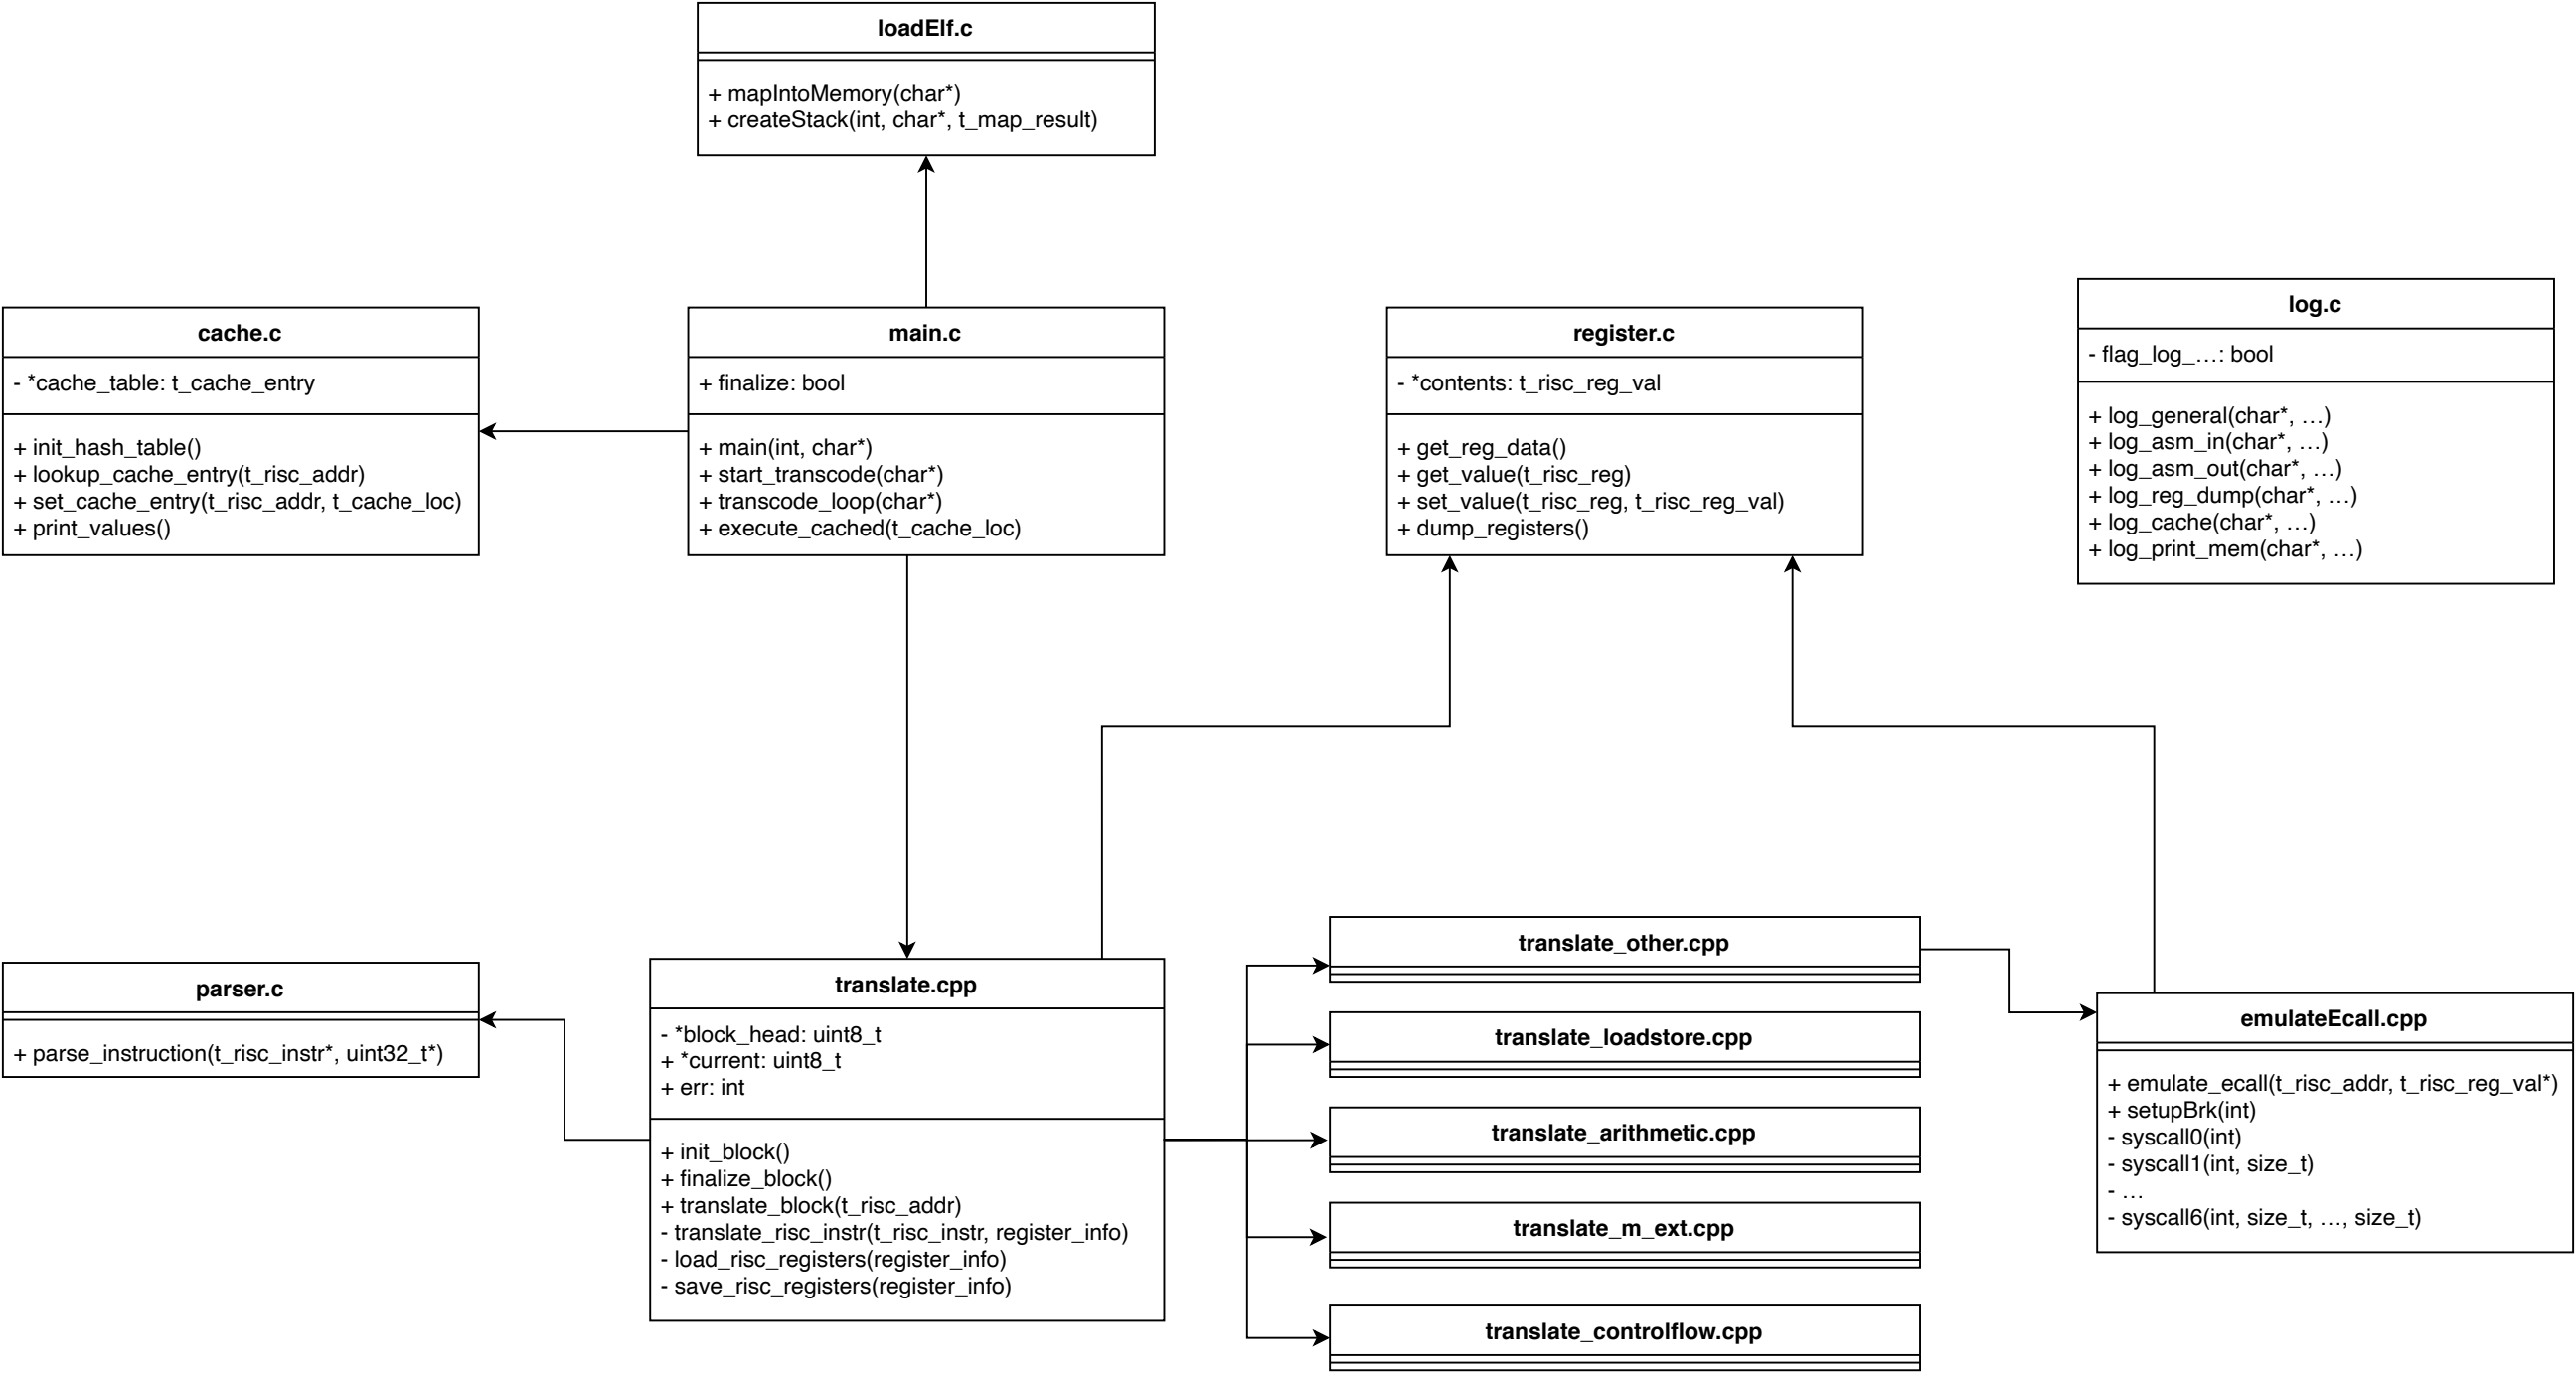 loadElf.c
+ mapIntoMemory(char*)
+ createStack(int, char*, t_map_result)
cache.c
- *cache_table: t_cache_entry
+ init_hash_table()
+ lookup_cache_entry(t_risc_addr)
+ set_cache_entry(t_risc_addr, t_cache_loc)
+ print_values()
main.c
+ finalize: bool
+ main(int, char*)
+ start_transcode(char*)
+ transcode_loop(char*)
+ execute_cached(t_cache_loc)
register.c
- *contents: t_risc_reg_val
+ get_reg_data()
+ get_value(t_risc_reg)
+ set_value(t_risc_reg, t_risc_reg_val)
+ dump_registers()
log.c
- flag_log_…: bool
+ log_general(char*, …)
+ log_asm_in(char*, …)
+ log_asm_out(char*, …)
+ log_reg_dump(char*, …)
+ log_cache(char*, …)
+ log_print_mem(char*, …)
parser.c
+ parse_instruction(t_risc_instr*, uint32_t*)
translate.cpp
- *block_head: uint8_t
+ *current: uint8_t
+ err: int
+ init_block()
+ finalize_block()
+ translate_block(t_risc_addr)
- translate_risc_instr(t_risc_instr, register_info)
- load_risc_registers(register_info)
- save_risc_registers(register_info)
translate_other.cpp
translate_loadstore.cpp
translate_arithmetic.cpp
translate_m_ext.cpp
translate_controlflow.cpp
emulateEcall.cpp
+ emulate_ecall(t_risc_addr, t_risc_reg_val*)
+ setupBrk(int)
- syscall0(int)
- syscall1(int, size_t)
- …
- syscall6(int, size_t, …, size_t)